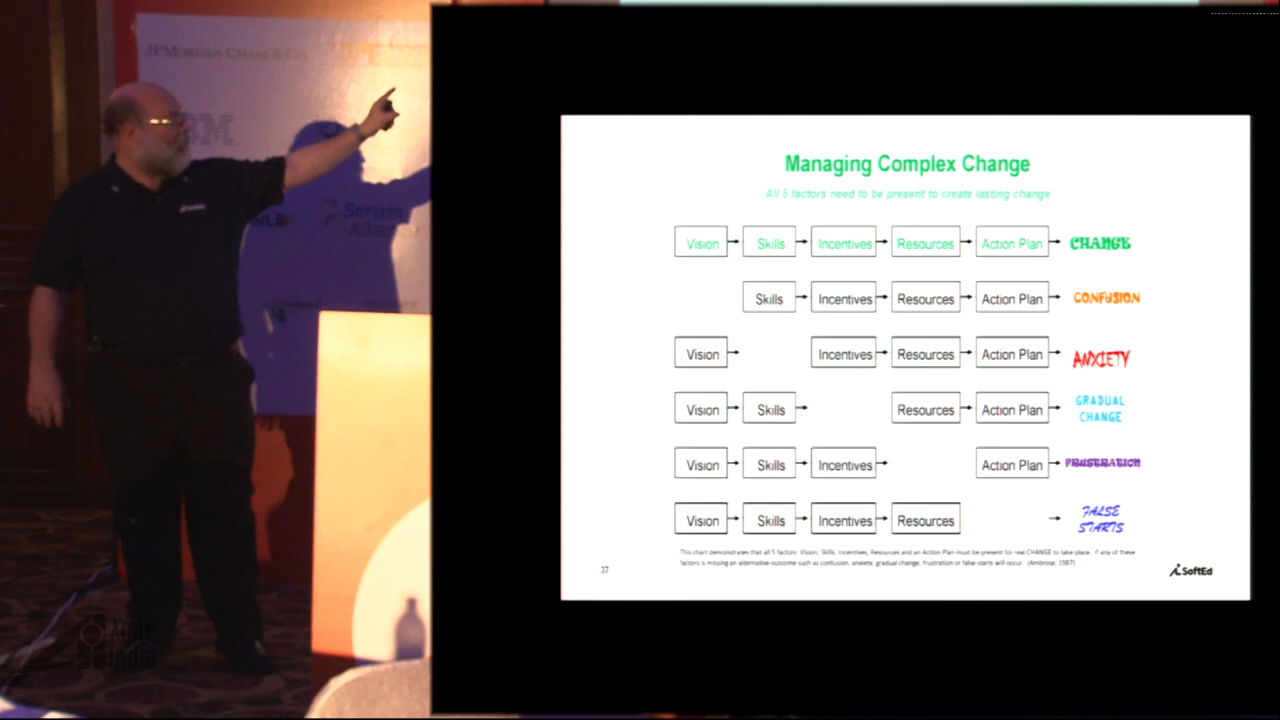 JPMORGAN CHASE & CO.
IBM
Scrum
Alliance
Agile
India
Managing Complex Change
All 5 factors need to be present to create lasting change
Vision Skills Incentives Resources Action Plan CHANGE
Skills Incentives Resources Action Plan CONFUSION
Vision Incentives Resources Action Plan ANXIETY
Vision Skills Resources Action Plan GRADUAL
CHANGE
Vision Skills Incentives Action Plan FRUSTRATION
Vision Skills Incentives Resources FALSE
STARTS
This chart demonstrates that all 5 factors: Vision, Skills, Incentives, Resources and an Action Plan must be present for real CHANGE to take place. If any of these
factors is missing an alternative outcome such as confusion, anxiety, gradual change, frustration or false starts will occur. (Ambrose, 1987)
37
SoftEd